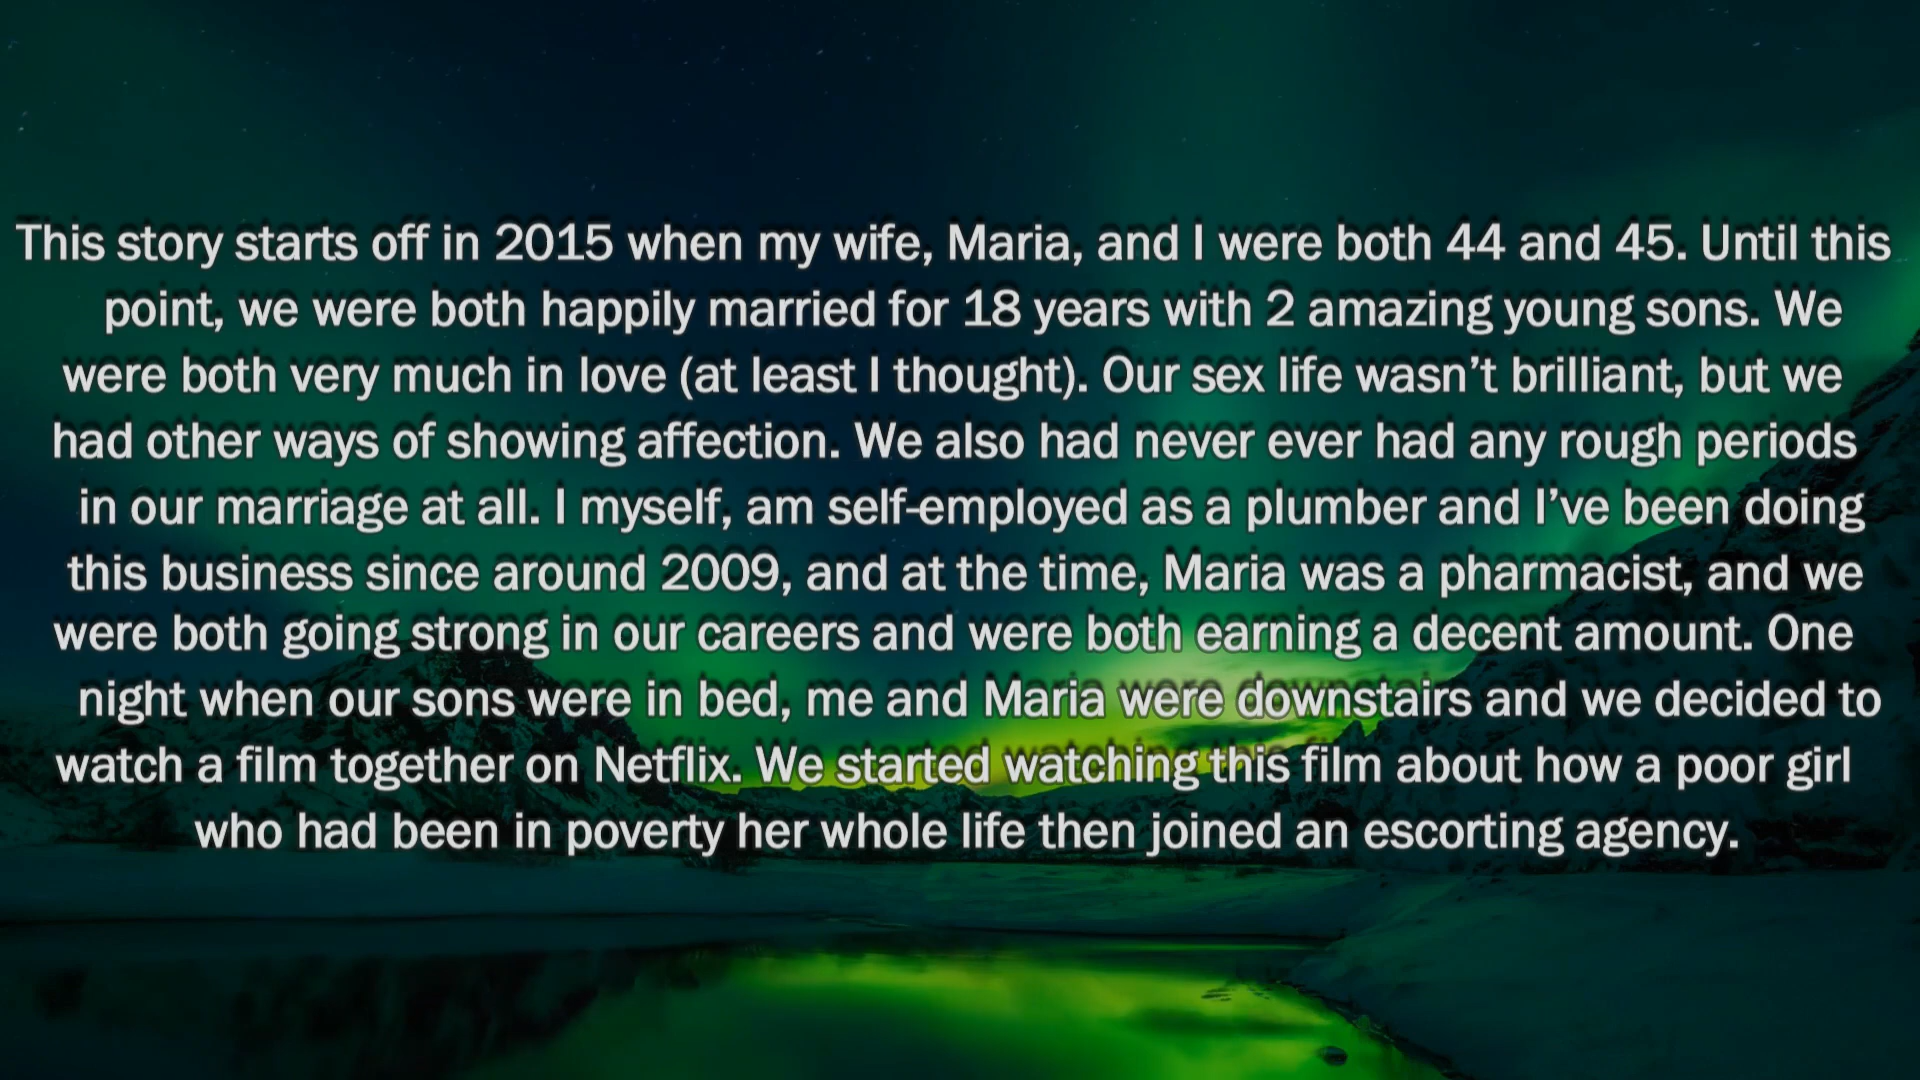 This story starts off in 2015 when my wife, Maria, and I were both 44 and 45. Until this
point, we were both happily married for 18 years with 2 amazing young sons. We
were both very much in love (at least I thought). Our sex life wasn’t brilliant, but we
had other ways of showing affection. We also had never ever had any rough periods
in our marriage at all. I myself, am self-employed as a plumber and I’ve been doing
this business since around 2009, and at the time, Maria was a pharmacist, and we
were both going strong in our careers and were both earning a decent amount. One
night when our sons were in bed, me and Maria were downstairs and we decided to
watch a film together on Netflix. We started watching this film about how a poor girl
who had been in poverty her whole life then joined an escorting agency.